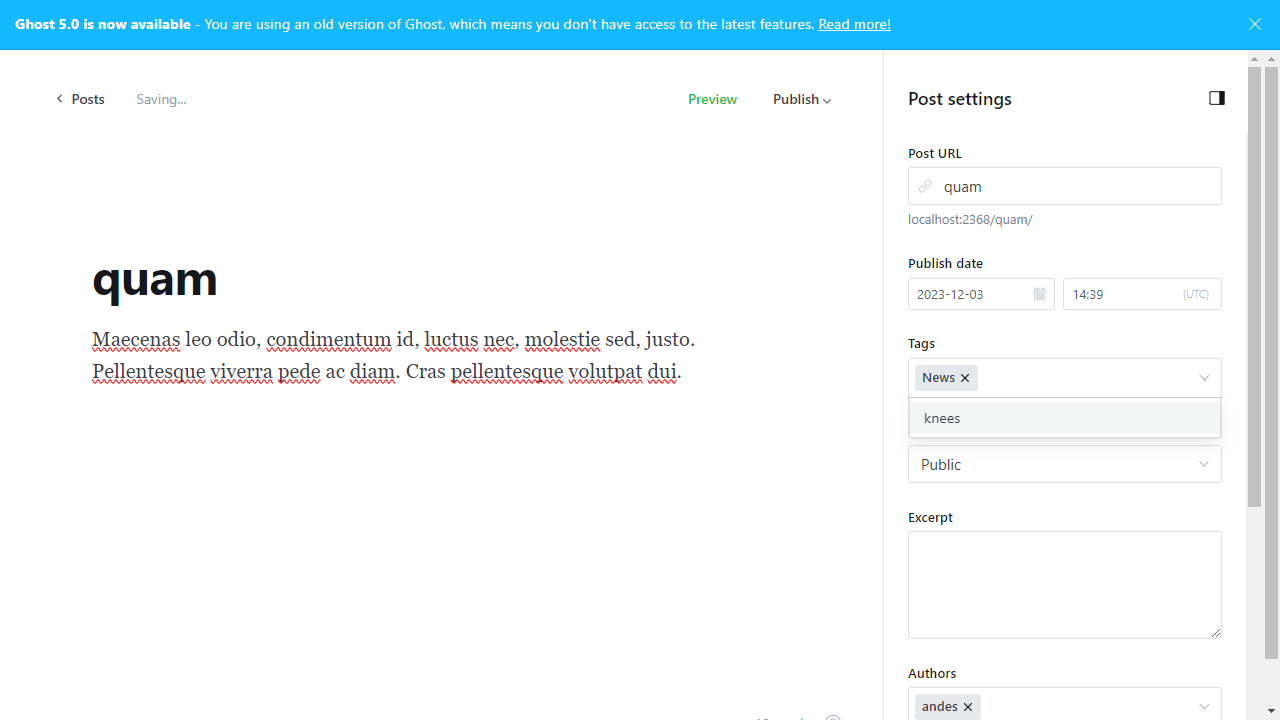 Ghost 5.0 is now available - You are using an old version of Ghost, which means you don't have access to the latest features. Read more!
Posts
Saving...
Preview
Publish
Post settings
Post URL
quam
localhost:2368/quam/
Publish date
2023-12-03
14:39
(UTC)
quam
Maecenas leo odio, condimentum id, luctus nec, molestie sed, justo.
Pellentesque viverra pede ac diam. Cras pellentesque volutpat dui.
Tags
News
knees
Public
Excerpt
Authors
andes